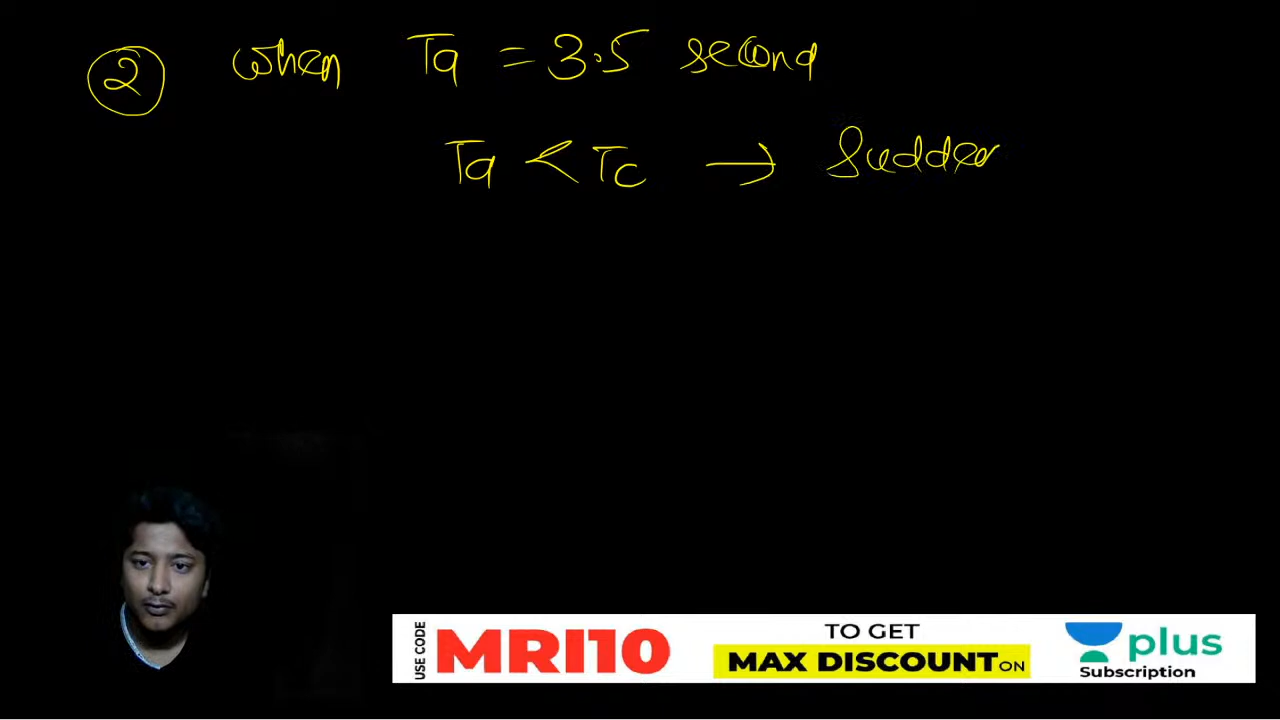 ② when Ta = 3.5 second
Ta < Tc → Sudden
USE CODE MRI10 TO GET MAX DISCOUNT ON plus Subscription